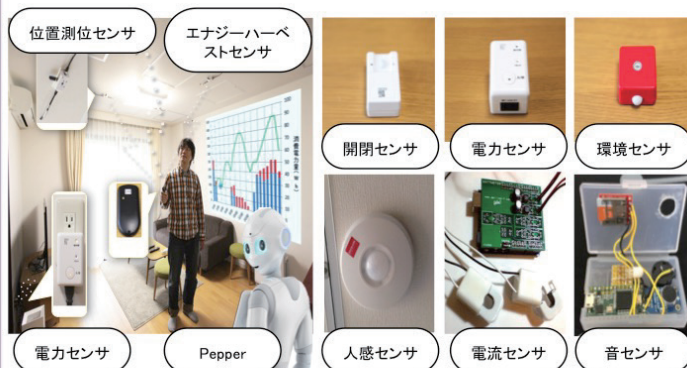 位置測位センサ
エナジーハーベ
ストセンサ
開閉センサ
電力センサ
環境センサ
電力センサ
Pepper
人感センサ
電流センサ
音センサ